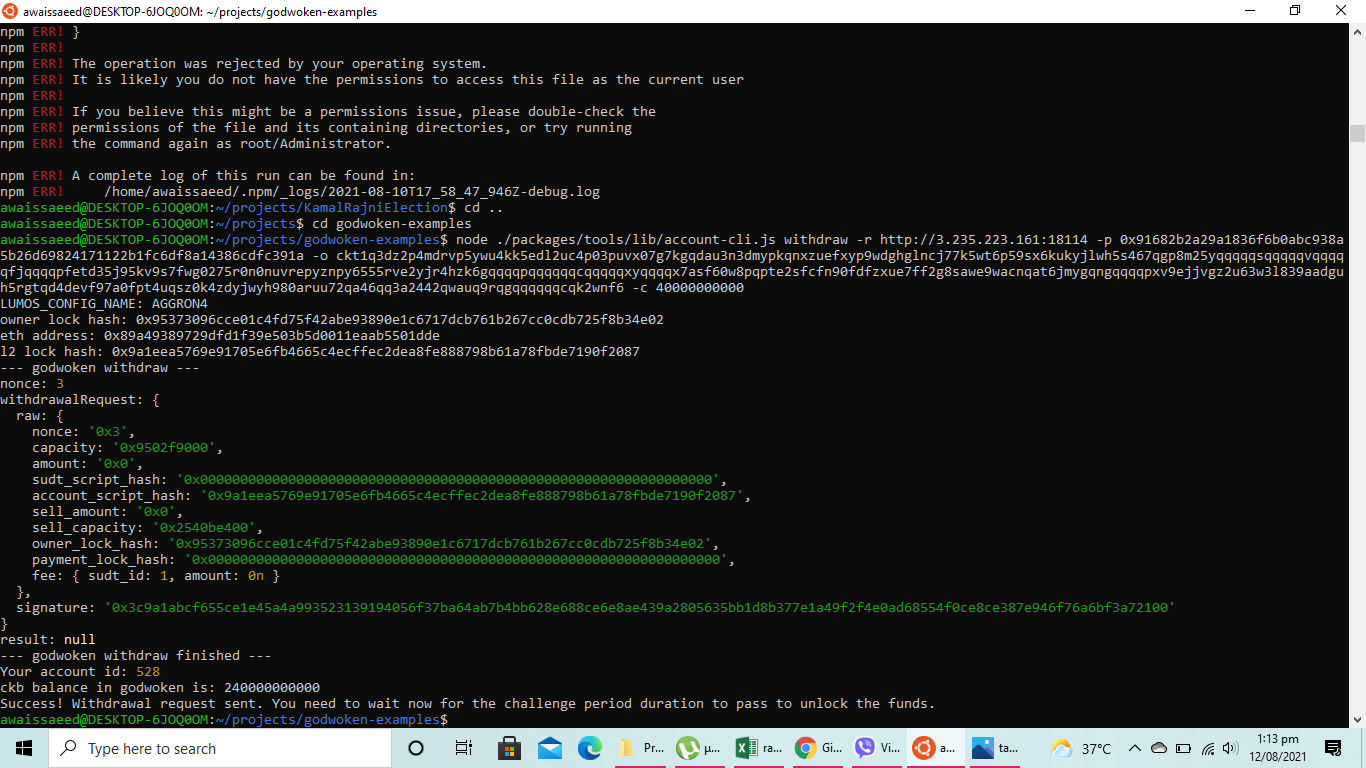 awaissaeed@DESKTOP-6JOQ0OM: ~/projects/godwoken-examples
npm ERR! }
npm ERR!
npm ERR! The operation was rejected by your operating system.
npm ERR! It is likely you do not have the permissions to access this file as the current user
npm ERR!
npm ERR! If you believe this might be a permissions issue, please double-check the
npm ERR! permissions of the file and its containing directories, or try running
npm ERR! the command again as root/Administrator.
npm ERR! A complete log of this run can be found in:
npm ERR!     /home/awaissaeed/.npm/_logs/2021-08-10T17_58_47_946Z-debug.log
awaissaeed@DESKTOP-6JOQ0OM:~/projects/KamalRajniElection$ cd ..
awaissaeed@DESKTOP-6JOQ0OM:~/projects$ cd godwoken-examples
awaissaeed@DESKTOP-6JOQ0OM:~/projects/godwoken-examples$ node ./packages/tools/lib/account-cli.js withdraw -r http://3.235.223.161:18114 -p 0x91682b2a29a1836f6b0abc938a
5b26d69824171122b1fc6df8a14386cdfc391a -o ckt1q3dz2p4mdrvp5ywu4kk5edl2uc4p03puvx07g7kgqdau3n3dmypkqnxzuefxyp9wdghglncj77k5wt6p59sx6kukyjlwh5s467qgp8m25yqqqqqsqqqqqvqqqq
qfjqqqqpfetd35j95kv9s7fwg0275r0n0nuvrepyznpy6555rve2yjr4hzk6gqqqqpqqqqqqcqqqqqxyqqqqx7asf60w8pqpte2sfcfn90fdfzxue7ff2g8sawe9wacnqat6jmygqngqqqqpxv9ejjvgz2u63w3l839aadgu
h5rgtqd4devf97a0fpt4uqsz0k4zdyjwyh980aruu72qa46qq3a2442qwauq9rqgqqqqqqcqk2wnf6 -c 40000000000
LUMOS_CONFIG_NAME: AGGRON4
owner lock hash: 0x95373096cce01c4fd75f42abe93890e1c6717dcb761b267cc0cdb725f8b34e02
eth address: 0x89a49389729dfd1f39e503b5d0011eaab5501dde
l2 lock hash: 0x9a1eea5769e91705e6fb4665c4ecffec2dea8fe888798b61a78fbde7190f2087
--- godwoken withdraw ---
nonce: 3
withdrawalRequest: {
  raw: {
    nonce: '0x3',
    capacity: '0x9502f9000',
    amount: '0x0',
    sudt_script_hash: '0x0000000000000000000000000000000000000000000000000000000000000000',
    account_script_hash: '0x9a1eea5769e91705e6fb4665c4ecffec2dea8fe888798b61a78fbde7190f2087',
    sell_amount: '0x0',
    sell_capacity: '0x2540be400',
    owner_lock_hash: '0x95373096cce01c4fd75f42abe93890e1c6717dcb761b267cc0cdb725f8b34e02',
    payment_lock_hash: '0x0000000000000000000000000000000000000000000000000000000000000000',
    fee: { sudt_id: 1, amount: 0n }
  },
  signature: '0x3c9a1abcf655ce1e45a4a993523139194056f37ba64ab7b4bb628e688ce6e8ae439a2805635bb1d8b377e1a49f2f4e0ad68554f0ce8ce387e946f76a6bf3a72100'
}
result: null
--- godwoken withdraw finished ---
Your account id: 528
ckb balance in godwoken is: 240000000000
Success! Withdrawal request sent. You need to wait now for the challenge period duration to pass to unlock the funds.
awaissaeed@DESKTOP-6JOQ0OM:~/projects/godwoken-examples$
Type here to search
Pr...
µ...
ra...
Gi...
Vi...
a...
ta...
37°C
1:13 pm
12/08/2021